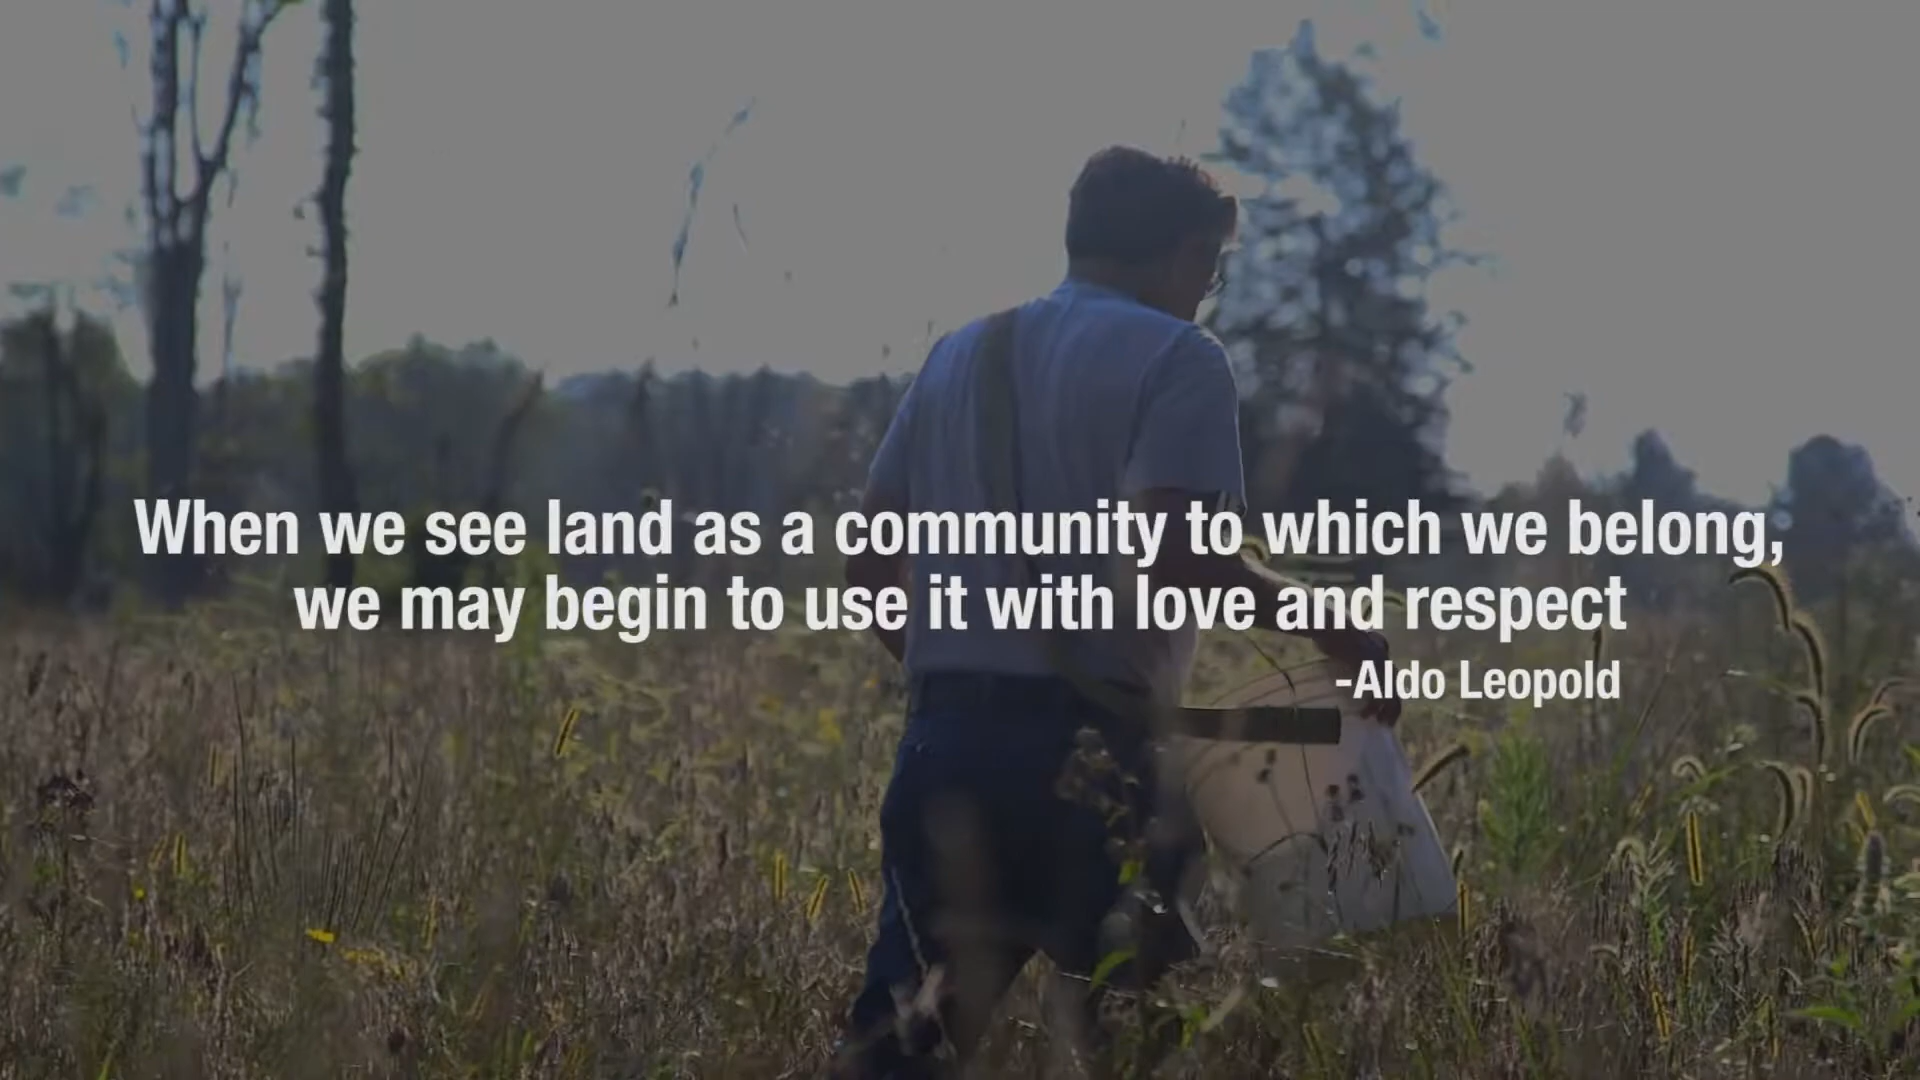 When we see land as a community to which we belong,
we may begin to use it with love and respect
-Aldo Leopold